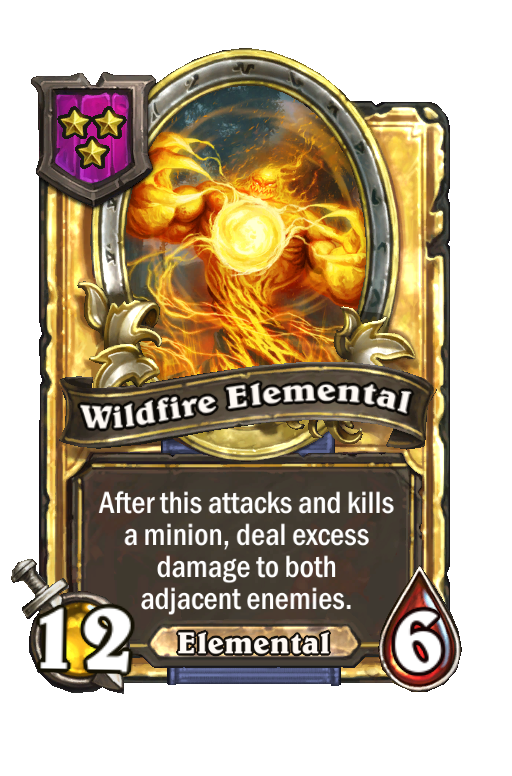 Wildfire Elemental
After this attacks and kills
a minion, deal excess
damage to both
adjacent enemies.
Elemental
12
6